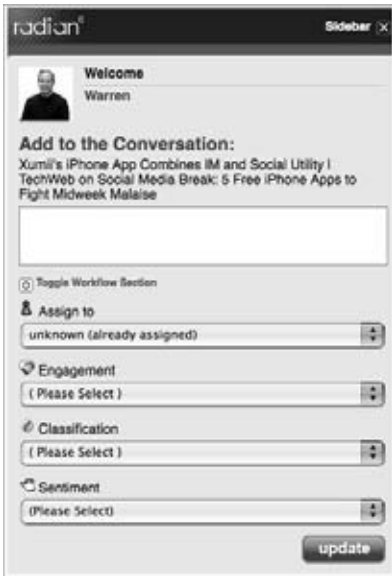 radian6
Sidebar
Welcome
Warren
Add to the Conversation:
Xumii's iPhone App Combines IM and Social Utility |
TechWeb on Social Media Break: 5 Free iPhone Apps to
Fight Midweek Malaise
Toggle Workflow Section
Assign to
unknown (already assigned)
Engagement
( Please Select )
Classification
( Please Select )
Sentiment
(Please Select)
update